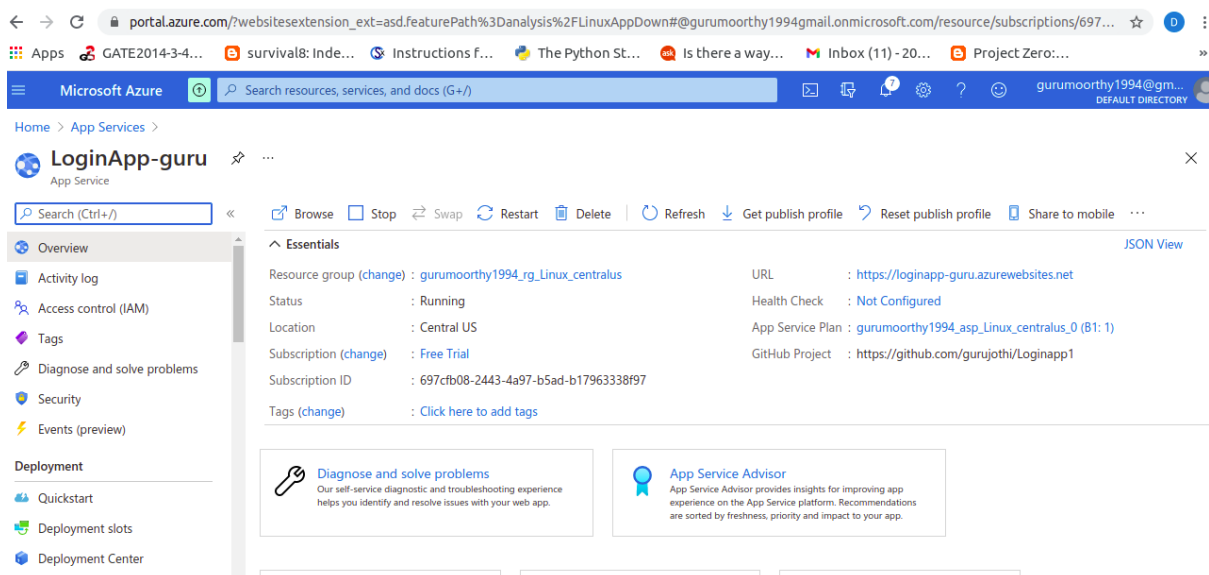 portal.azure.com/?websitesextension_ext=asd.featurePath%3Danalysis%2FLinuxAppDown#@gurumoorthy1994gmail.onmicrosoft.com/resource/subscriptions/697... D
Apps GATE2014-3-4... survival8: Inde... Instructions f... The Python St... ask Is there a way... Inbox (11) - 20... Project Zero:... »
Microsoft Azure Search resources, services, and docs (G+/) 7 ? gurumoorthy1994@gm...
DEFAULT DIRECTORY
Home > App Services >
LoginApp-guru ...
App Service
Search (Ctrl+/) « Browse Stop Swap Restart Delete Refresh Get publish profile Reset publish profile Share to mobile ...
Overview
Activity log
Access control (IAM)
Tags
Diagnose and solve problems
Security
Events (preview)
Deployment
Quickstart
Deployment slots
Deployment Center
Essentials JSON View
Resource group (change) : gurumoorthy1994_rg_Linux_centralus
Status : Running
Location : Central US
Subscription (change) : Free Trial
Subscription ID : 697cfb08-2443-4a97-b5ad-b17963338f97
Tags (change) : Click here to add tags
URL : https://loginapp-guru.azurewebsites.net
Health Check : Not Configured
App Service Plan : gurumoorthy1994_asp_Linux_centralus_0 (B1: 1)
GitHub Project : https://github.com/gurujothi/Loginapp1
Diagnose and solve problems
Our self-service diagnostic and troubleshooting experience
helps you identify and resolve issues with your web app.
App Service Advisor
App Service Advisor provides insights for improving app
experience on the App Service platform. Recommendations
are sorted by freshness, priority and impact to your app.